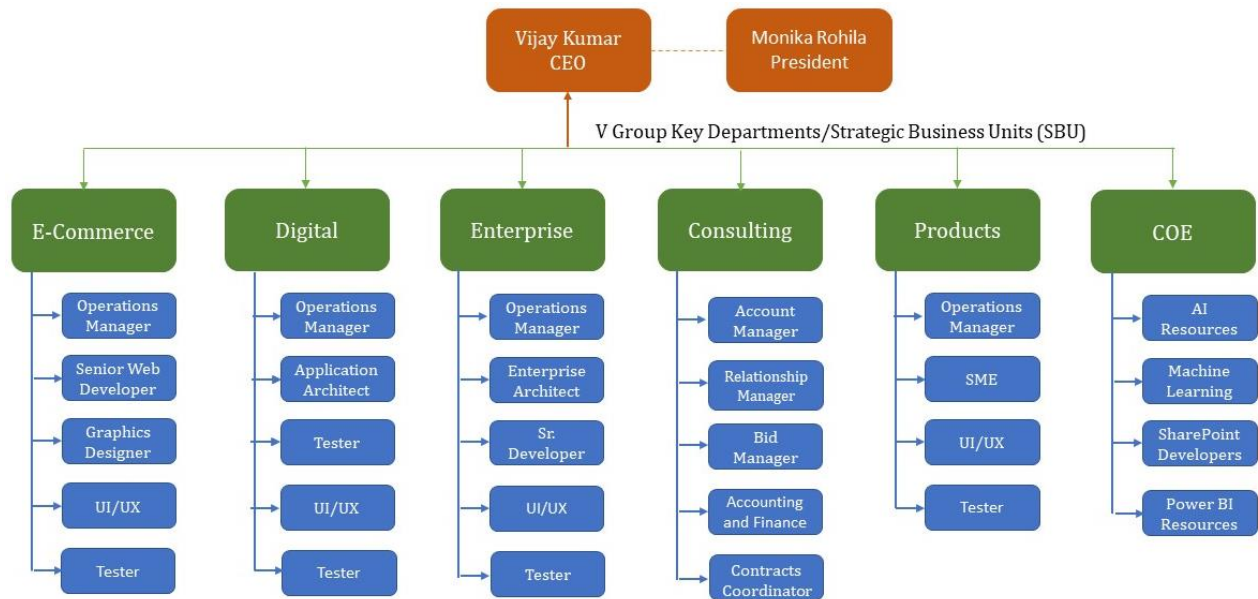 Vijay Kumar
CEO
Monika Rohila
President
V Group Key Departments/Strategic Business Units (SBU)
E-Commerce
Digital
Enterprise
Consulting
Products
COE
Operations
Manager
Senior Web
Developer
Graphics
Designer
UI/UX
Tester
Operations
Manager
Application
Architect
Tester
UI/UX
Tester
Operations
Manager
Enterprise
Architect
Sr.
Developer
UI/UX
Tester
Account
Manager
Relationship
Manager
Bid
Manager
Accounting
and Finance
Contracts
Coordinator
Operations
Manager
SME
UI/UX
Tester
AI
Resources
Machine
Learning
SharePoint
Developers
Power BI
Resources